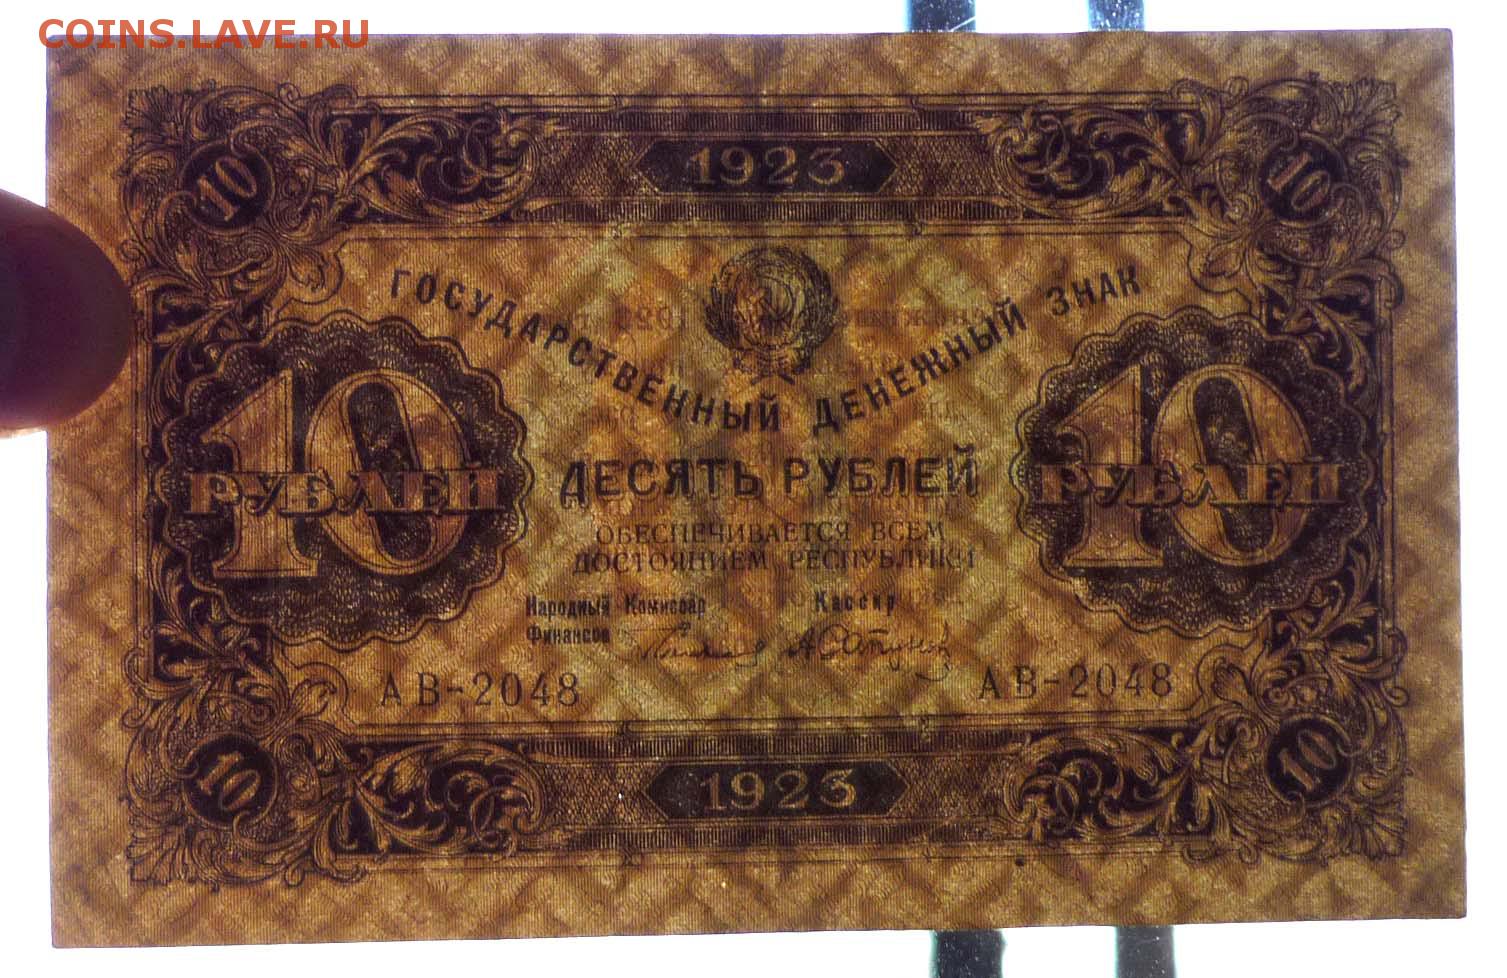 COINS.LAVE.RU
1923
10 10
ГОСУДАРСТВЕННЫЙ ДЕНЕЖНЫЙ ЗНАК
10 10
РУБЛЕЙ РУБЛЕЙ
ДЕСЯТЬ РУБЛЕЙ
ОБЕСПЕЧИВАЕТСЯ ВСЕМ
ДОСТОЯНИЕМ РЕСПУБЛИКИ
Народный Комиссар Кассир
Финансов
АВ-2048 АВ-2048
10 10
1923